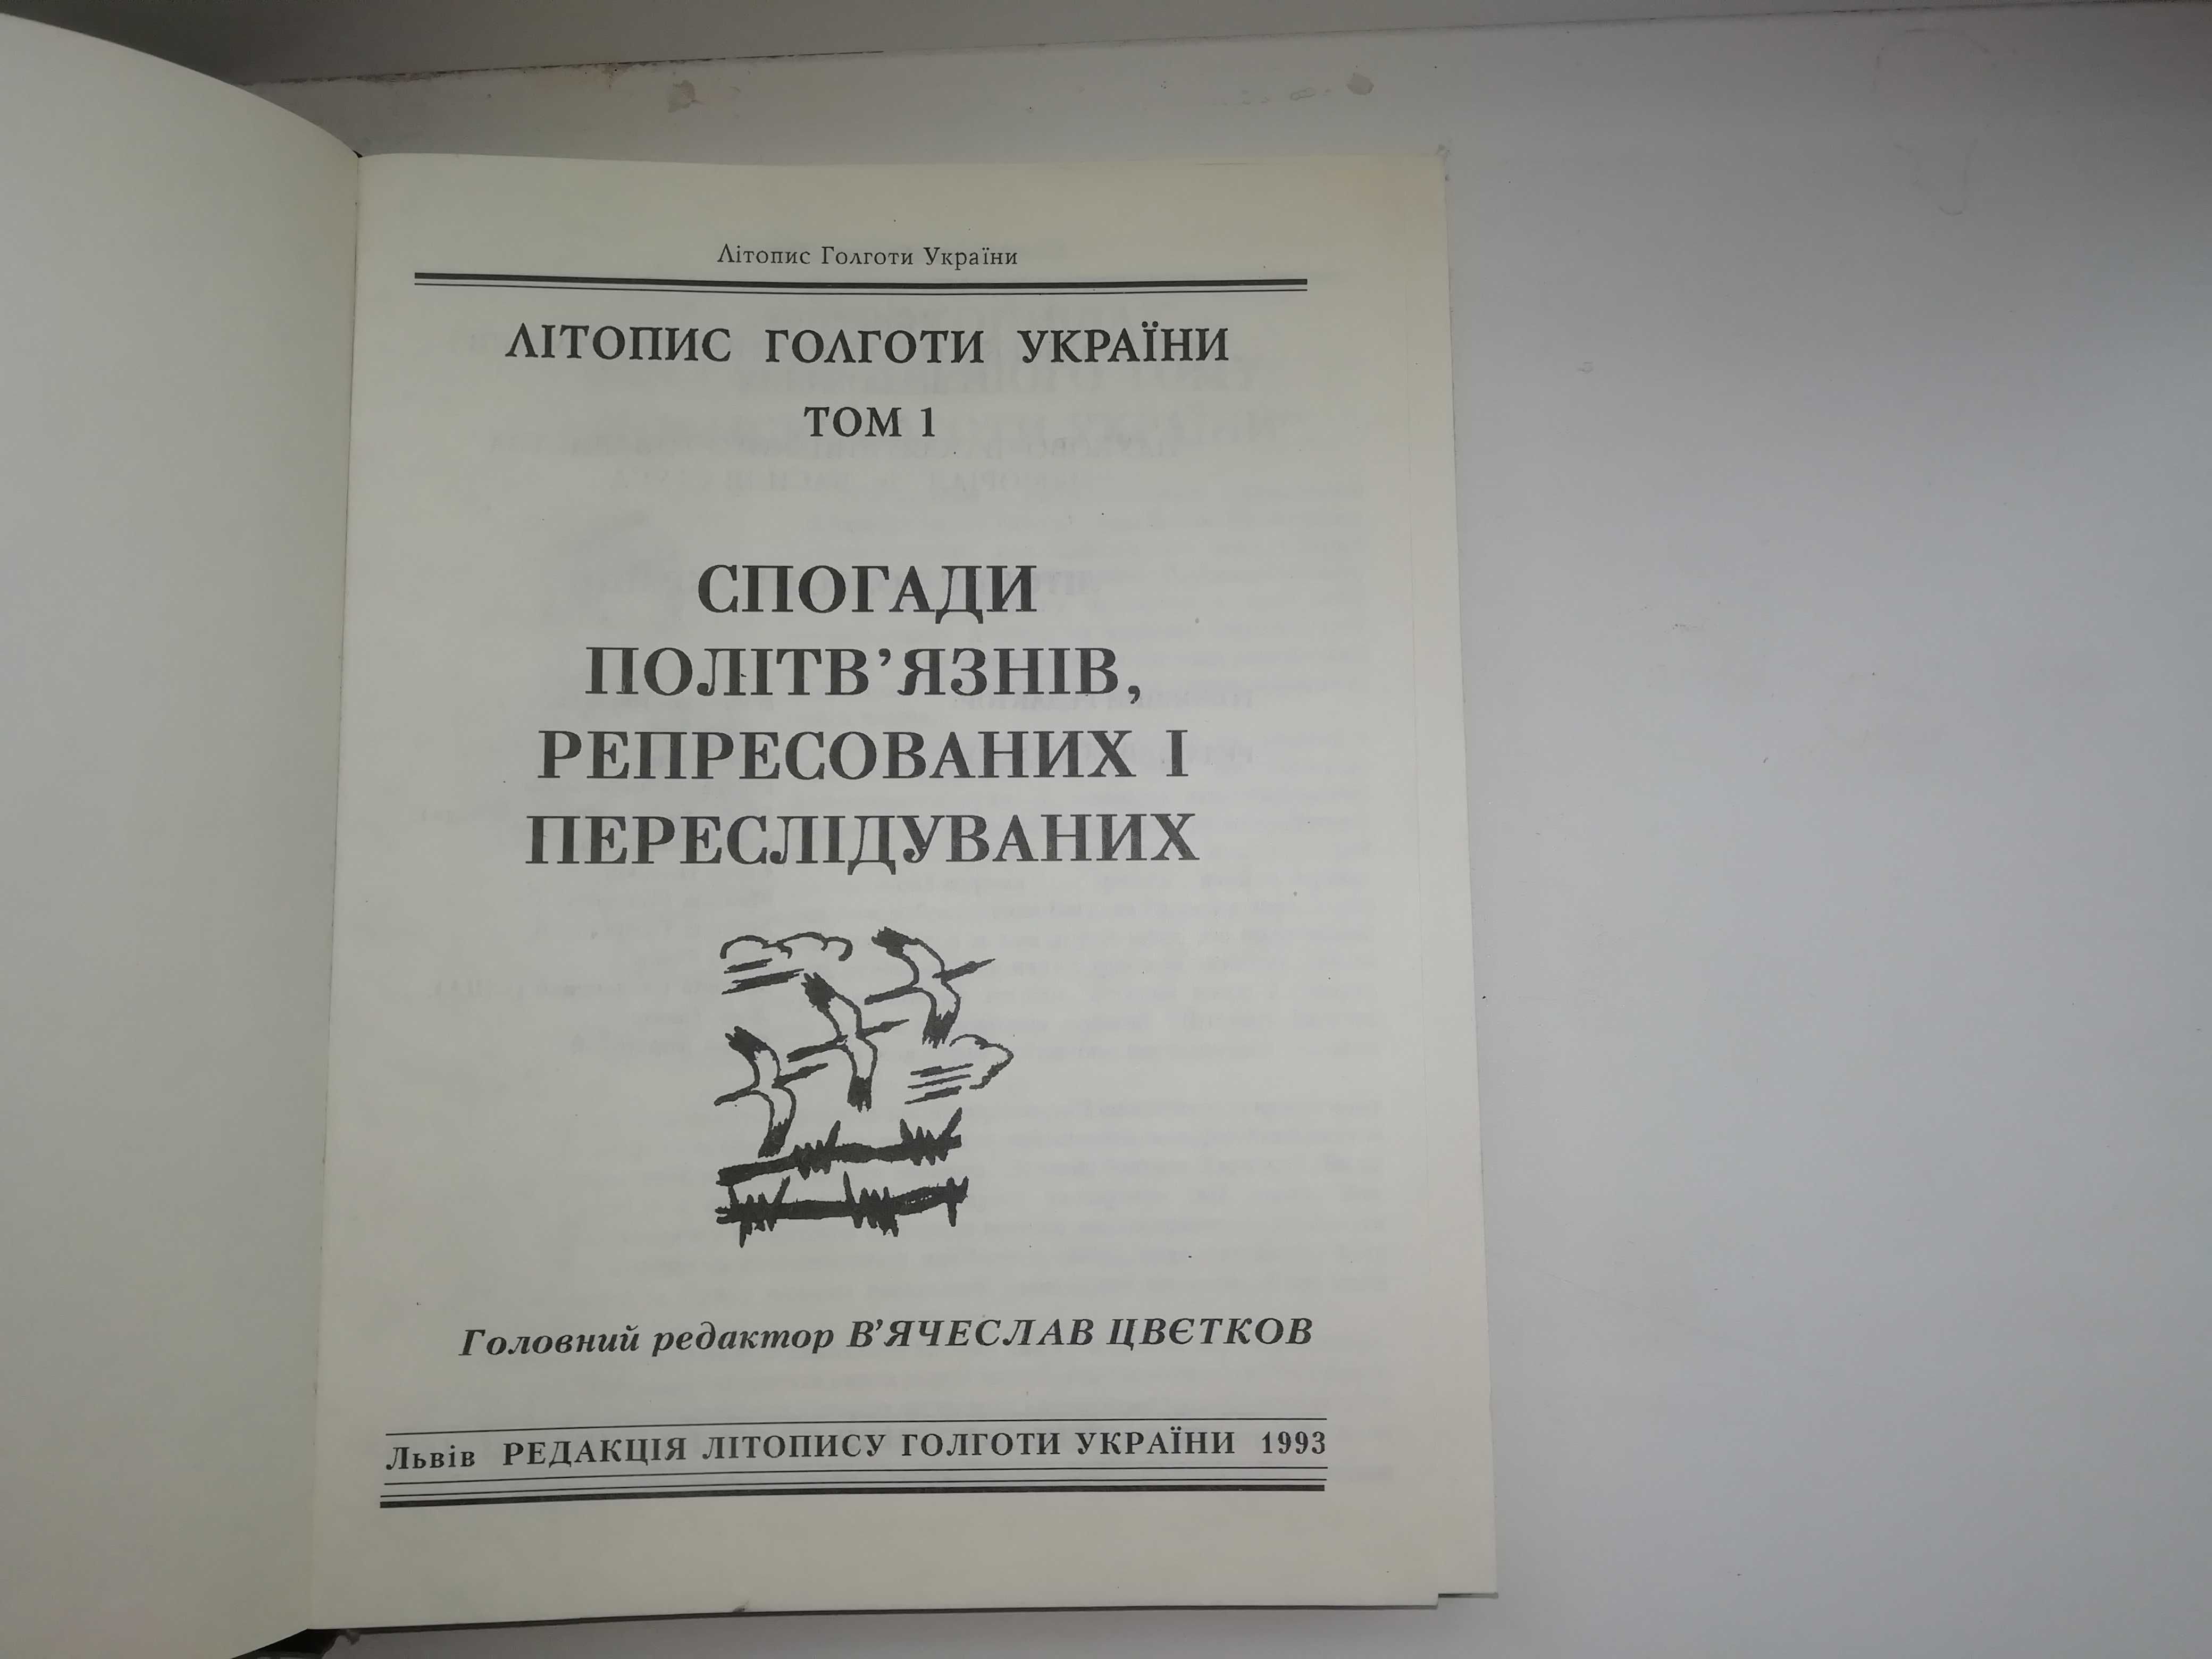 Літопис Голготи України
ЛІТОПИС ГОЛГОТИ УКРАЇНИ
ТОМ 1
СПОГАДИ
ПОЛІТВ’ЯЗНІВ,
РЕПРЕСОВАНИХ І
ПЕРЕСЛІДУВАНИХ
Головний редактор В’ЯЧЕСЛАВ ЦВЄТКОВ
Львів РЕДАКЦІЯ ЛІТОПИСУ ГОЛГОТИ УКРАЇНИ 1993